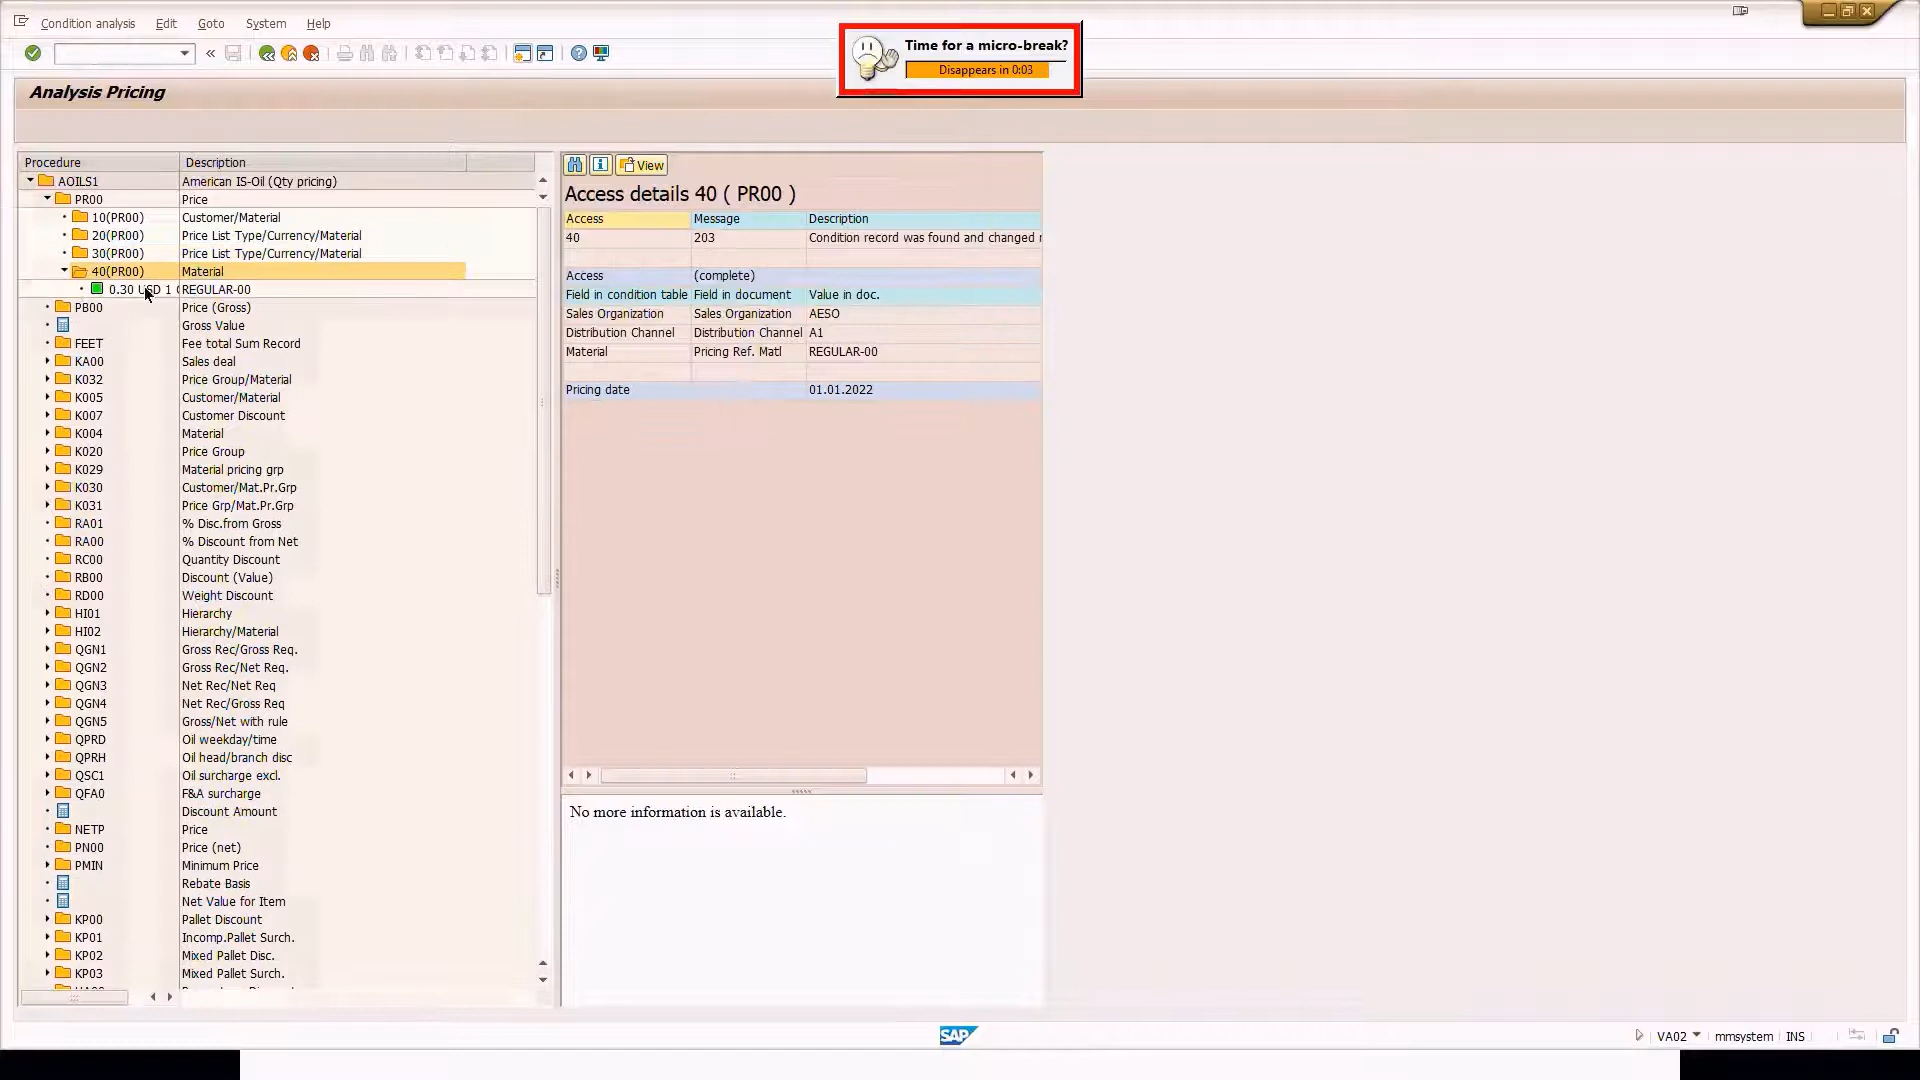 Condition analysis Edit Goto System Help
Time for a micro-break?
Disappears in 0:03
Analysis Pricing
Procedure Description
AOILS1 American IS-Oil (Qty pricing)
PR00 Price
10(PR00) Customer/Material
20(PR00) Price List Type/Currency/Material
30(PR00) Price List Type/Currency/Material
40(PR00) Material
0.30 USD 1 REGULAR-00
PB00 Price (Gross)
Gross Value
FEET Fee total Sum Record
KA00 Sales deal
K032 Price Group/Material
K005 Customer/Material
K007 Customer Discount
K004 Material
K020 Price Group
K029 Material pricing grp
K030 Customer/Mat.Pr.Grp
K031 Price Grp/Mat.Pr.Grp
RA01 % Disc.from Gross
RA00 % Discount from Net
RC00 Quantity Discount
RB00 Discount (Value)
RD00 Weight Discount
HI01 Hierarchy
HI02 Hierarchy/Material
QGN1 Gross Rec/Gross Req.
QGN2 Gross Rec/Net Req.
QGN3 Net Rec/Net Req
QGN4 Net Rec/Gross Req
QGN5 Gross/Net with rule
QPRD Oil weekday/time
QPRH Oil head/branch disc
QSC1 Oil surcharge excl.
QFA0 F&A surcharge
Discount Amount
NETP Price
PN00 Price (net)
PMIN Minimum Price
Rebate Basis
Net Value for Item
KP00 Pallet Discount
KP01 Incomp.Pallet Surch.
KP02 Mixed Pallet Disc.
KP03 Mixed Pallet Surch.
View
Access details 40 ( PR00 )
Access Message Description
40 203 Condition record was found and changed
Access (complete)
Field in condition table Field in document Value in doc.
Sales Organization Sales Organization AESO
Distribution Channel Distribution Channel A1
Material Pricing Ref. Matl REGULAR-00
Pricing date 01.01.2022
No more information is available.
SAP
VA02 mmsystem INS